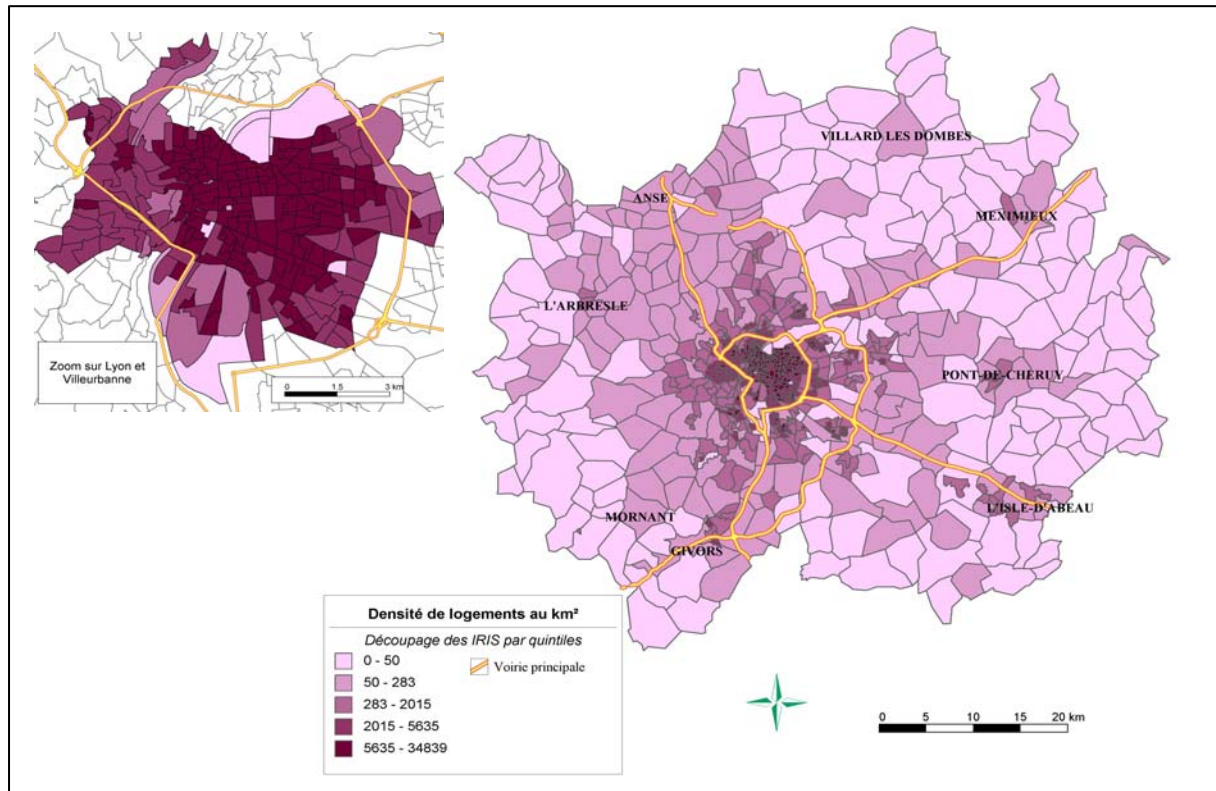 Zoom sur Lyon et
Villeurbanne
0 1.5 3 km
VILLARD LES DOMBES
ANSE
MEXIMIEUX
L'ARBRESLE
PONT-DE-CHERUY
L'ISLE-D'ABEAU
MORNANT
GIVORS
Densité de logements au km²
Découpage des IRIS par quintiles
0 - 50
Voirie principale
50 - 283
283 - 2015
2015 - 5635
5635 - 34839
0 5 10 15 20 km